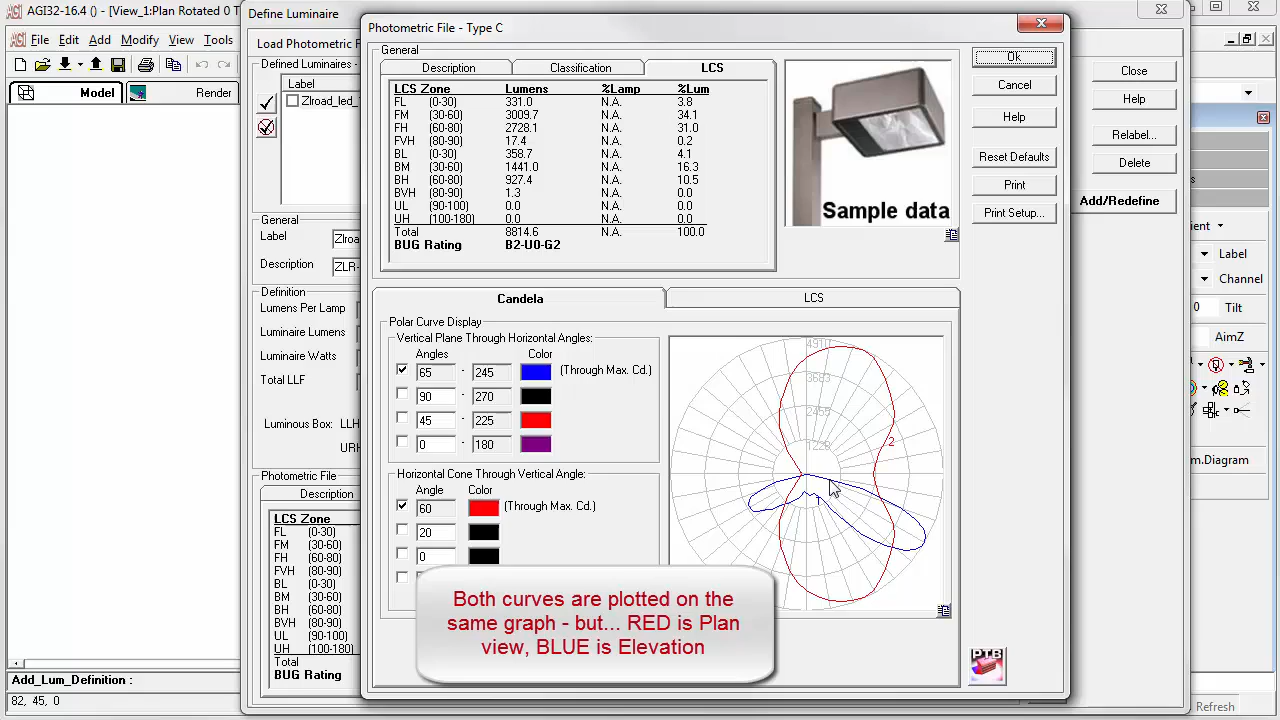 AGI32-16.4 () - [View_1:Plan Rotated 0 T
File Edit Add Modify View Tools
Model Render
Define Luminaire
Load Photometric Fi
Defined Luminaires -
Label
Zlroad_led_
General
Label Zlroa
Description ZLR-
Definition
Lumens Per Lamp
Luminaire Lumens
Luminaire Watts
Total LLF
Luminous Box: LLH
URH
Photometric File
Description
LCS Zone
FL (0-30)
FM (30-60)
FH (60-80)
FVH (80-90)
BL (0-30)
BM (30-60)
BH (60-80)
BVH (80-90)
UL (90-100)
UH (100-180)
Total
BUG Rating
Photometric File - Type C
General
Description Classification LCS
LCS Zone Lumens %Lamp %Lum
FL (0-30) 331.0 N.A. 3.8
FM (30-60) 3009.7 N.A. 34.1
FH (60-80) 2728.1 N.A. 31.0
FVH (80-90) 17.4 N.A. 0.2
BL (0-30) 358.7 N.A. 4.1
BM (30-60) 1441.0 N.A. 16.3
BH (60-80) 927.4 N.A. 10.5
BVH (80-90) 1.3 N.A. 0.0
UL (90-100) 0.0 N.A. 0.0
UH (100-180) 0.0 N.A. 0.0
Total 8814.6 N.A. 100.0
BUG Rating B2-U0-G2
Sample data
Ok
Cancel
Help
Reset Defaults
Print
Print Setup...
Candela LCS
Polar Curve Display
Vertical Plane Through Horizontal Angles:
Angles Color
65 - 245 (Through Max. Cd.)
90 - 270
45 - 225
0 - 180
Horizontal Cone Through Vertical Angle:
Angle Color
60 (Through Max. Cd.)
20
0
4910
3683
2455
1228
2
1
Both curves are plotted on the
same graph - but... RED is Plan
view, BLUE is Elevation
PTB
Close
Help
Relabel...
Delete
Add/Redefine
s
ient
Label
Channel
0 Tilt
AimZ
m.Diagram
Refresh
Add_Lum_Definition :
82, 45, 0